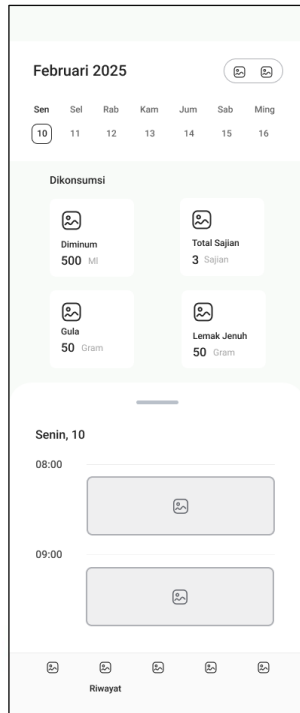 Februari 2025
Sen Sel Rab Kam Jum Sab Ming
10 11 12 13 14 15 16
Dikonsumsi
Diminum
500 Ml
Total Sajian
3 Sajian
Gula
50 Gram
Lemak Jenuh
50 Gram
Senin, 10
08:00
09:00
Riwayat